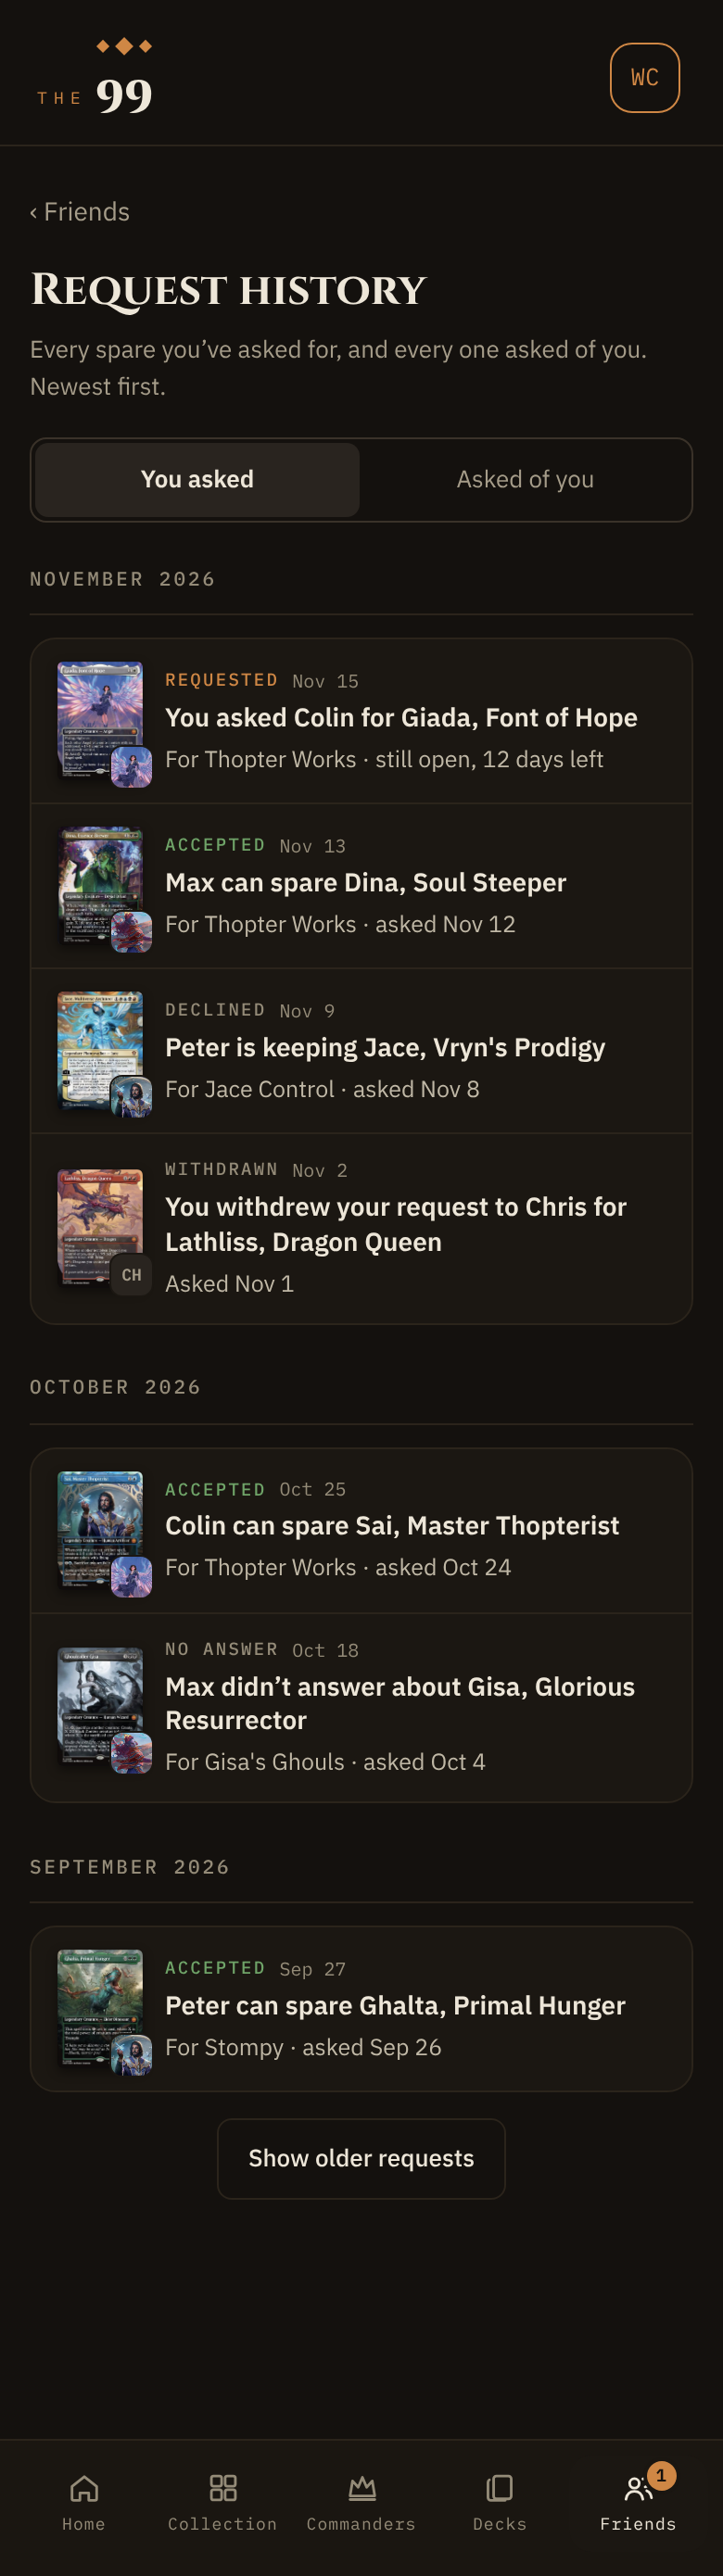 THE 99
WC
‹ Friends
Request history
Every spare you’ve asked for, and every one asked of you.
Newest first.
You asked
Asked of you
NOVEMBER 2026
REQUESTED Nov 15
You asked Colin for Giada, Font of Hope
For Thopter Works · still open, 12 days left
ACCEPTED Nov 13
Max can spare Dina, Soul Steeper
For Thopter Works · asked Nov 12
DECLINED Nov 9
Peter is keeping Jace, Vryn's Prodigy
For Jace Control · asked Nov 8
WITHDRAWN Nov 2
You withdrew your request to Chris for
Lathliss, Dragon Queen
CH
Asked Nov 1
OCTOBER 2026
ACCEPTED Oct 25
Colin can spare Sai, Master Thopterist
For Thopter Works · asked Oct 24
NO ANSWER Oct 18
Max didn’t answer about Gisa, Glorious
Resurrector
For Gisa's Ghouls · asked Oct 4
SEPTEMBER 2026
ACCEPTED Sep 27
Peter can spare Ghalta, Primal Hunger
For Stompy · asked Sep 26
Show older requests
1
Home
Collection
Commanders
Decks
Friends